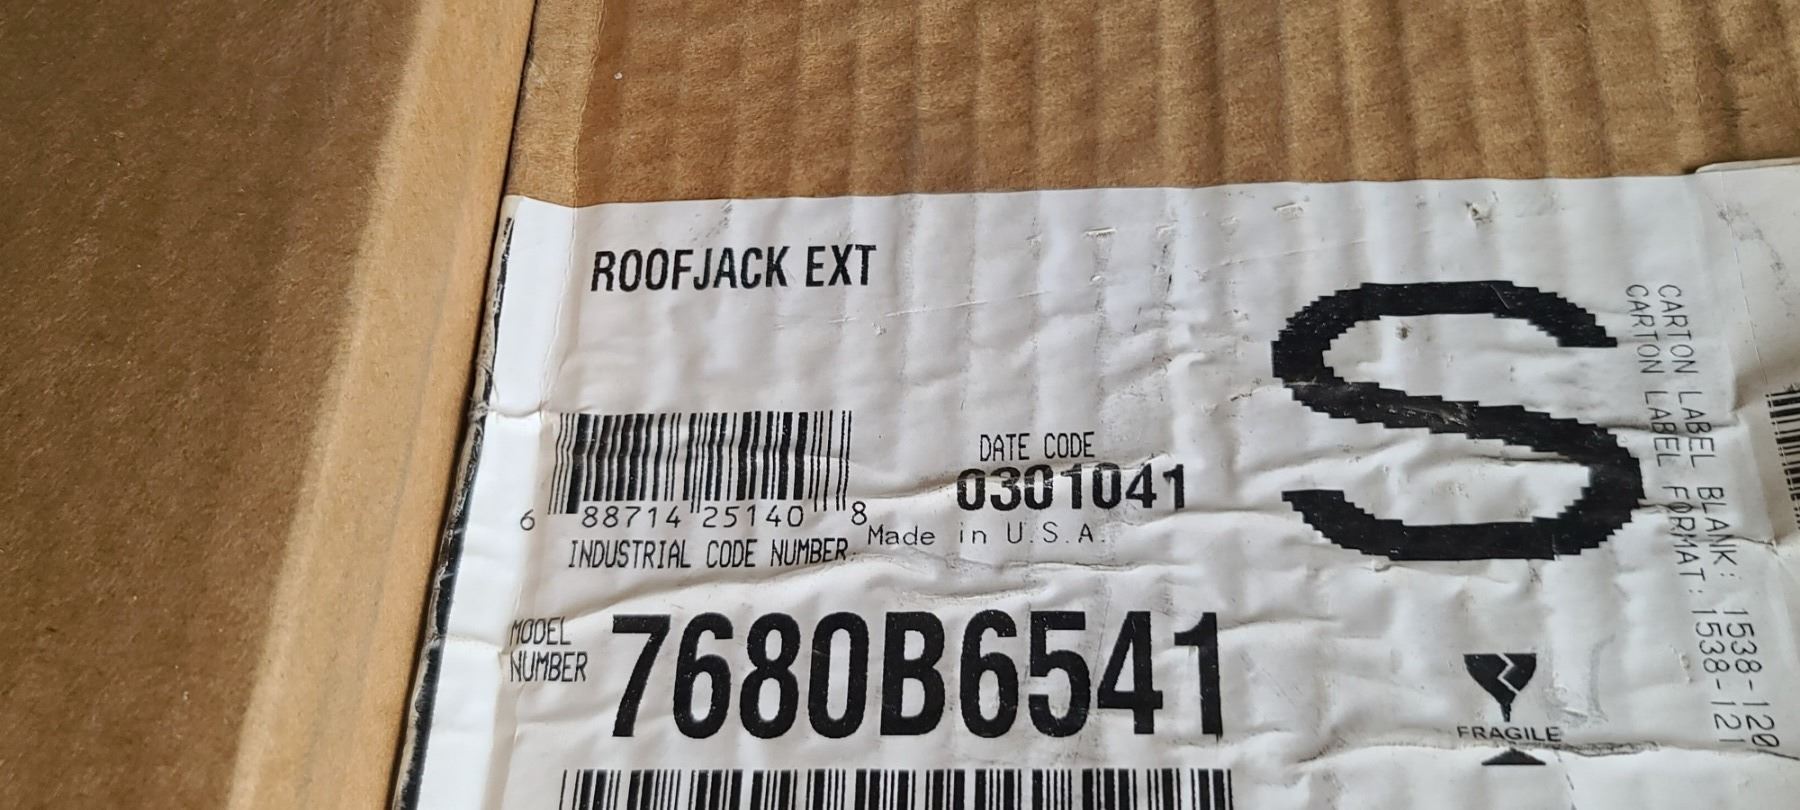 ROOFJACK EXT
S
CARTON LABEL BLANK: 1538-120
CARTON LABEL FORMAT: 1538-121
DATE CODE
0301041
6 88714 25140 8
Made in U.S.A.
INDUSTRIAL CODE NUMBER
MODEL
NUMBER
7680B6541
FRAGILE